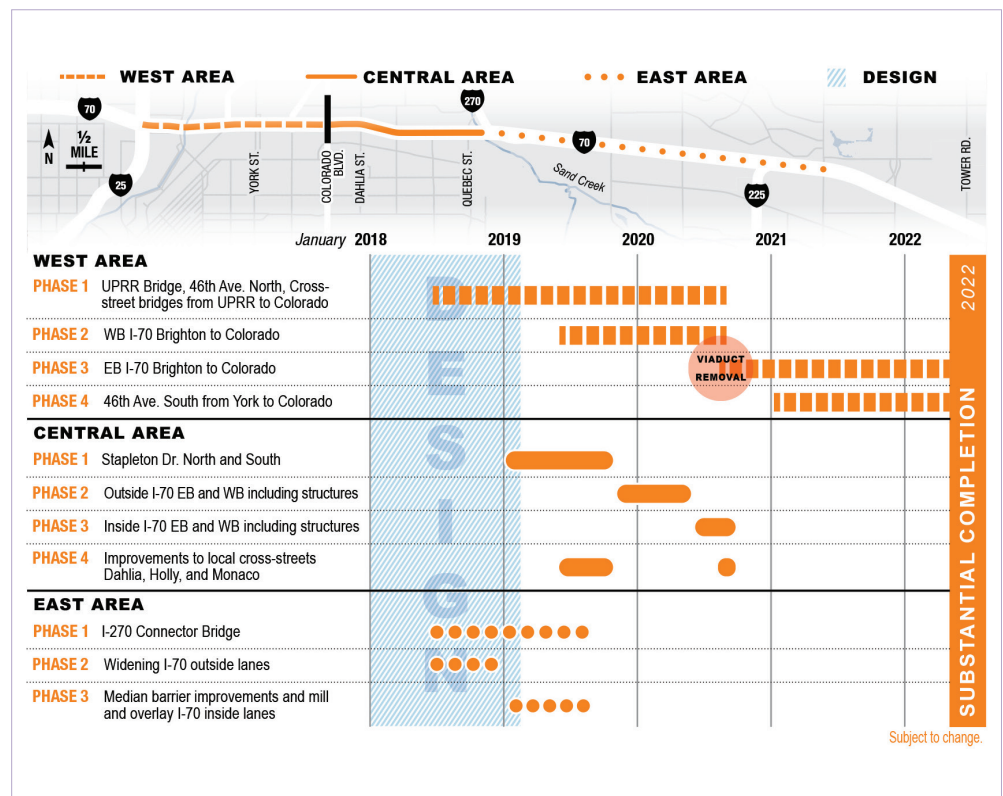 WEST AREA
CENTRAL AREA
EAST AREA
DESIGN
70
270
N
½
MILE
25
YORK ST.
COLORADO
BLVD.
DAHLIA ST.
QUEBEC ST.
Sand Creek
70
225
TOWER RD.
January 2018
2019
2020
2021
2022
WEST AREA
PHASE 1 UPRR Bridge, 46th Ave. North, Cross-
street bridges from UPRR to Colorado
PHASE 2 WB I-70 Brighton to Colorado
PHASE 3 EB I-70 Brighton to Colorado
PHASE 4 46th Ave. South from York to Colorado
VIADUCT
REMOVAL
CENTRAL AREA
PHASE 1 Stapleton Dr. North and South
PHASE 2 Outside I-70 EB and WB including structures
PHASE 3 Inside I-70 EB and WB including structures
PHASE 4 Improvements to local cross-streets
Dahlia, Holly, and Monaco
EAST AREA
PHASE 1 I-270 Connector Bridge
PHASE 2 Widening I-70 outside lanes
PHASE 3 Median barrier improvements and mill
and overlay I-70 inside lanes
DESIGN
SUBSTANTIAL COMPLETION 2022
Subject to change.